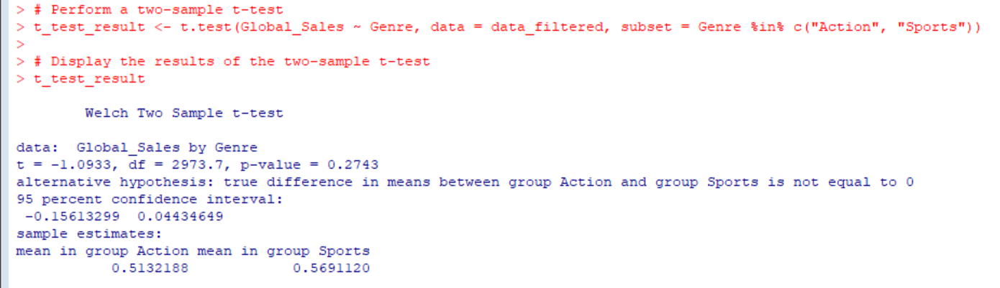 > # Perform a two-sample t-test
> t_test_result <- t.test(Global_Sales ~ Genre, data = data_filtered, subset = Genre %in% c("Action", "Sports"))
>
> # Display the results of the two-sample t-test
> t_test_result
Welch Two Sample t-test
data:  Global_Sales by Genre
t = -1.0933, df = 2973.7, p-value = 0.2743
alternative hypothesis: true difference in means between group Action and group Sports is not equal to 0
95 percent confidence interval:
-0.15613299  0.04434649
sample estimates:
mean in group Action mean in group Sports
0.5132188            0.5691120